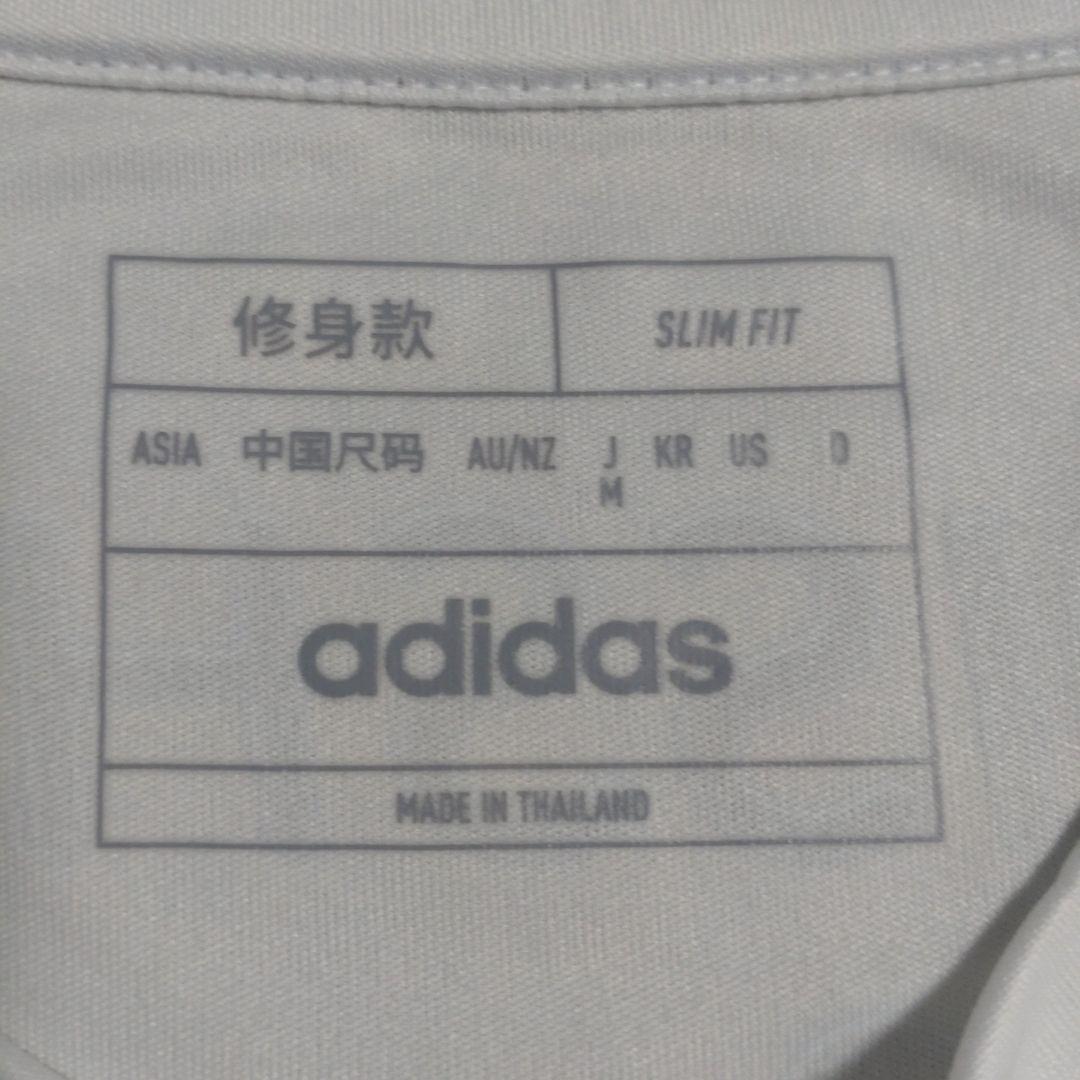 修身款 SLIM FIT
ASIA 中国尺码 AU/NZ J KR US D
M
adidas
MADE IN THAILAND